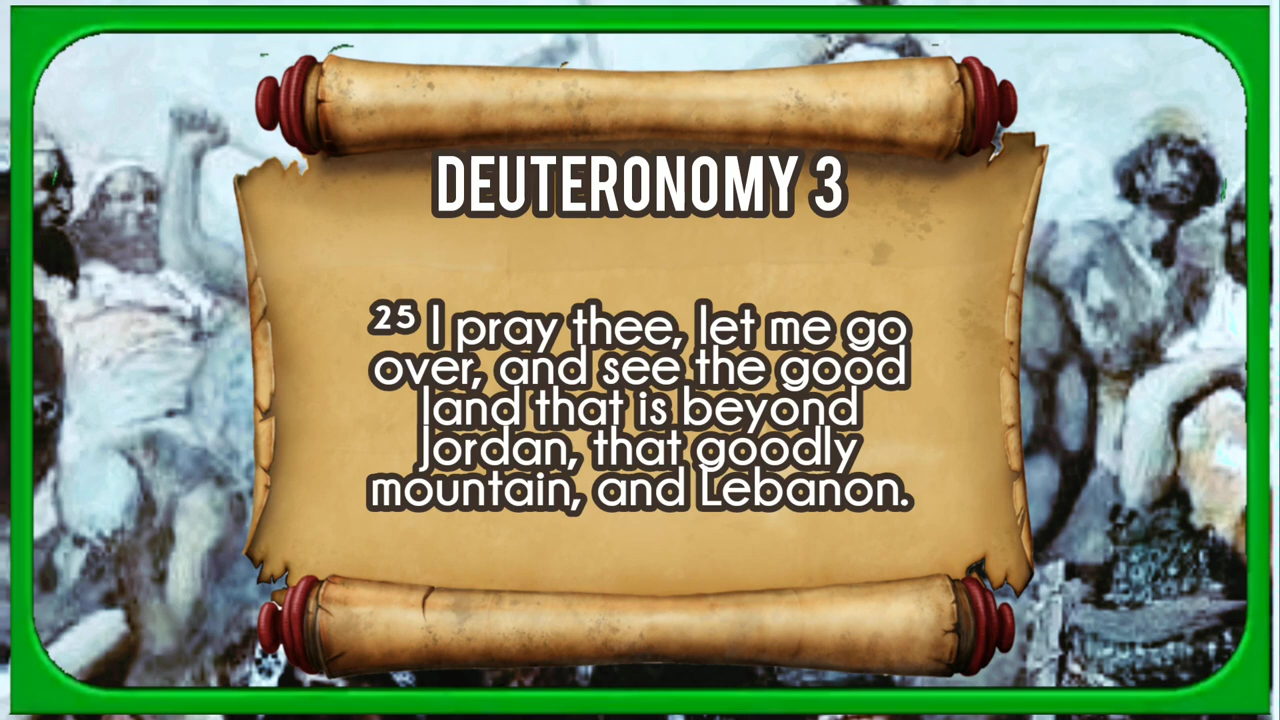 DEUTERONOMY 3
²⁵ I pray thee, let me go
over, and see the good
land that is beyond
Jordan, that goodly
mountain, and Lebanon.